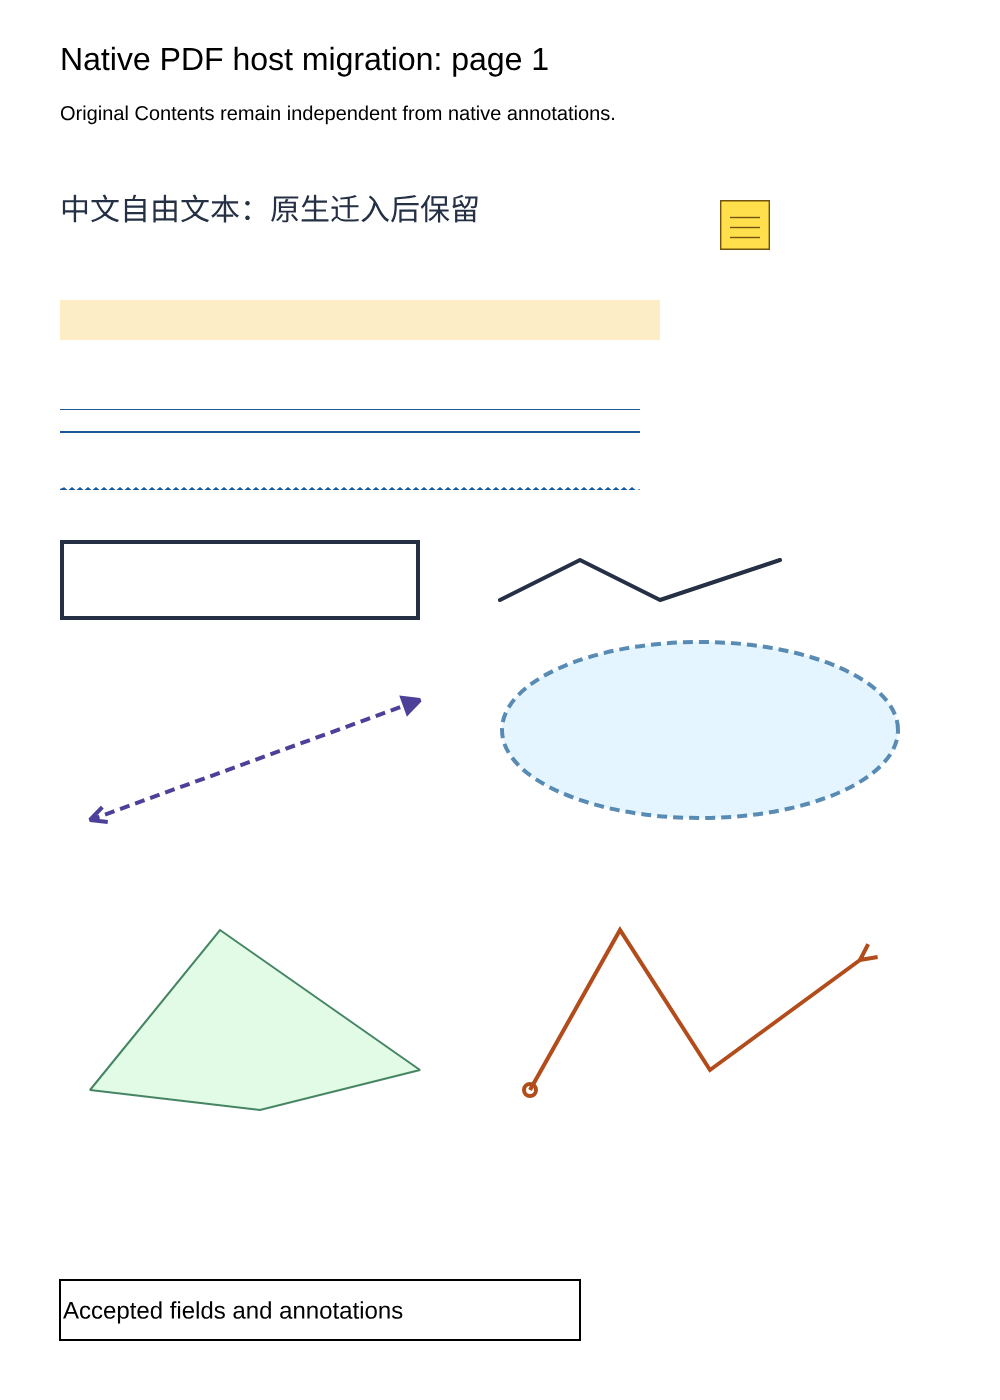 Native PDF host migration: page 1
Original Contents remain independent from native annotations.
中文自由文本：原生迁入后保留
Accepted fields and annotations